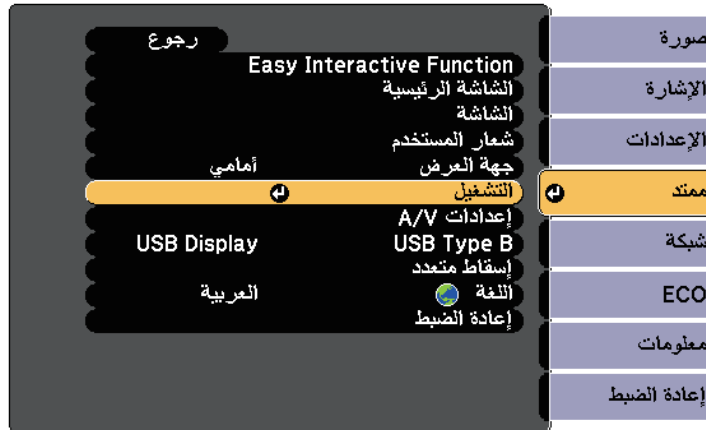 صورة
الإشارة
الإعدادات
ممتد
شبكة
ECO
معلومات
إعادة الضبط
رجوع
Easy Interactive Function
الشاشة الرئيسية
الشاشة
شعار المستخدم
جهة العرض أمامي
التشغيل
إعدادات A/V
USB Type B USB Display
إسقاط متعدد
اللغة العربية
إعادة الضبط